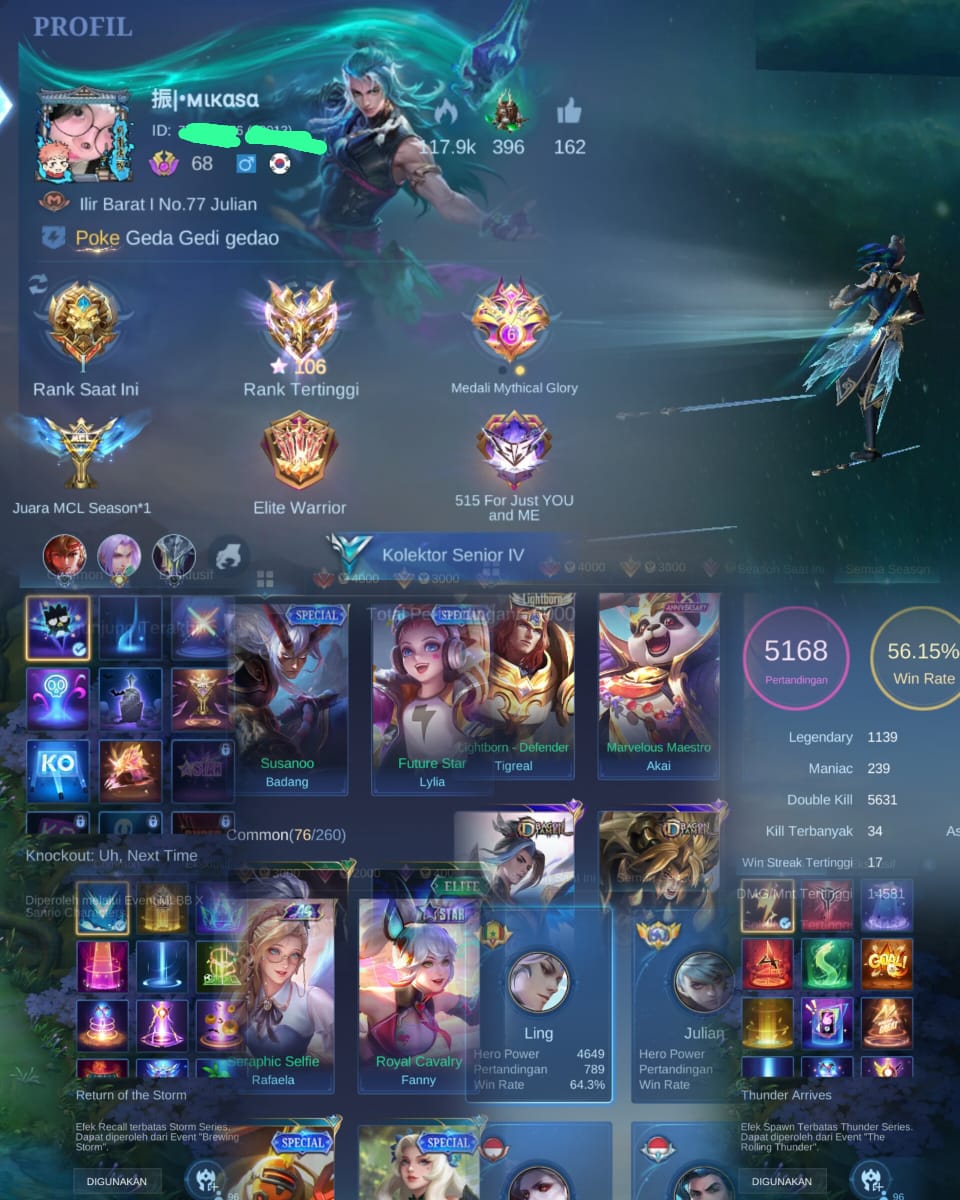 PROFIL
振|•мικαѕα
ID:
68
117.9k 396 162
Ilir Barat I No.77 Julian
Poke Geda Gedi gedao
106
6
Rank Saat Ini
Rank Tertinggi
Medali Mythical Glory
MCL
Juara MCL Season*1
Elite Warrior
515 For Just YOU
and ME
Kolektor Senior IV
4000
3000
4000
3000
Season Saat Ini
Semua Season
SPECIAL
SPECIAL
Lightborn
ANNIVERSARY
Susanoo
Badang
Future Star
Lylia
Lightborn - Defender
Tigreal
Marvelous Maestro
Akai
5168
Pertandingan
56.15%
Win Rate
Legendary 1139
Maniac 239
Double Kill 5631
Kill Terbanyak 34
As
Win Streak Tertinggi 17
DMG/Mnt Tertinggi 14581
KO
Common(76/260)
Knockout: Uh, Next Time
Diperoleh melalui Event MLBB X
Sanrio Characters
ELITE
STAR
Seraphic Selfie
Rafaela
Royal Cavalry
Fanny
Ling
Hero Power 4649
Pertandingan 789
Win Rate 64.3%
Julian
Hero Power
Pertandingan
Win Rate
GOAL!
Return of the Storm
Efek Recall terbatas Storm Series.
Dapat diperoleh dari Event "Brewing
Storm".
DIGUNAKAN
96
SPECIAL
SPECIAL
Thunder Arrives
Efek Spawn Terbatas Thunder Series.
Dapat diperoleh dari Event "The
Rolling Thunder".
DIGUNAKAN
96